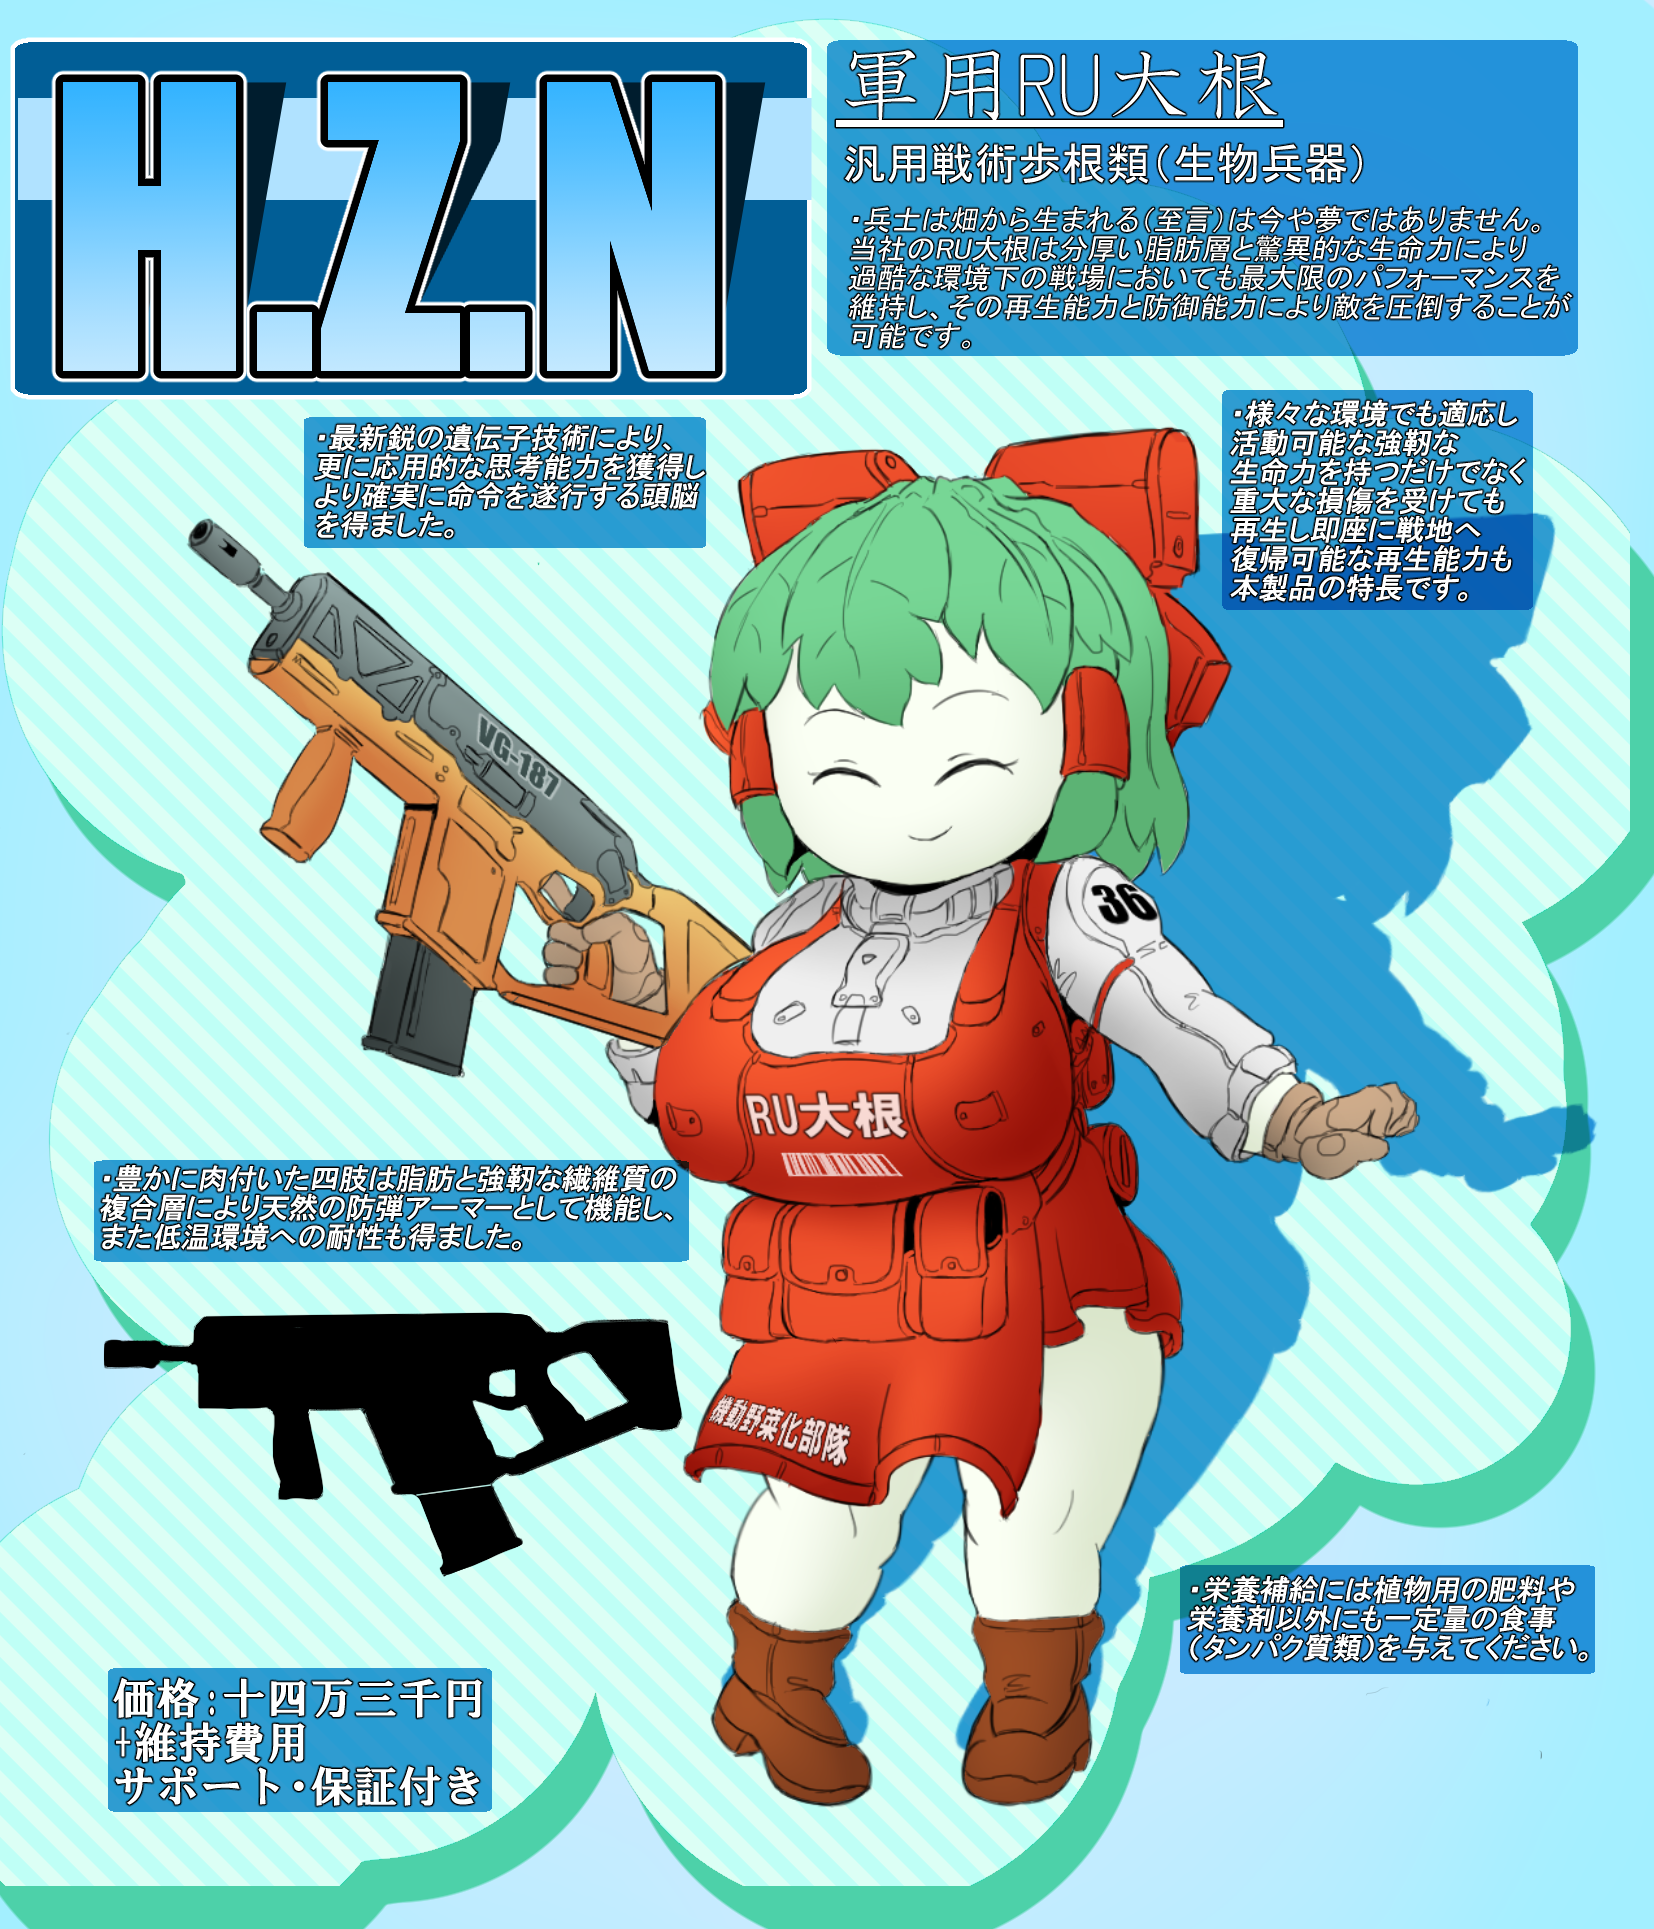 H.Z.N
軍用RU大根
汎用戦術歩根類(生物兵器)
・兵士は畑から生まれる(至言)は今や夢ではありません。
当社のRU大根は分厚い脂肪層と驚異的な生命力により
過酷な環境下の戦場においても最大限のパフォーマンスを
維持し、その再生能力と防御能力により敵を圧倒することが
可能です。
・最新鋭の遺伝子技術により、
更に応用的な思考能力を獲得し
より確実に命令を遂行する頭脳
を得ました。
・様々な環境でも適応し
活動可能な強靭な
生命力を持つだけでなく
重大な損傷を受けても
再生し即座に戦地へ
復帰可能な再生能力も
本製品の特長です。
VG-187
36
RU大根
・豊かに肉付いた四肢は脂肪と強靭な繊維質の
複合層により天然の防弾アーマーとして機能し、
また低温環境への耐性も得ました。
機動野菜化部隊
・栄養補給には植物用の肥料や
栄養剤以外にも一定量の食事
(タンパク質類)を与えてください。
価格:十四万三千円
+維持費用
サポート・保証付き